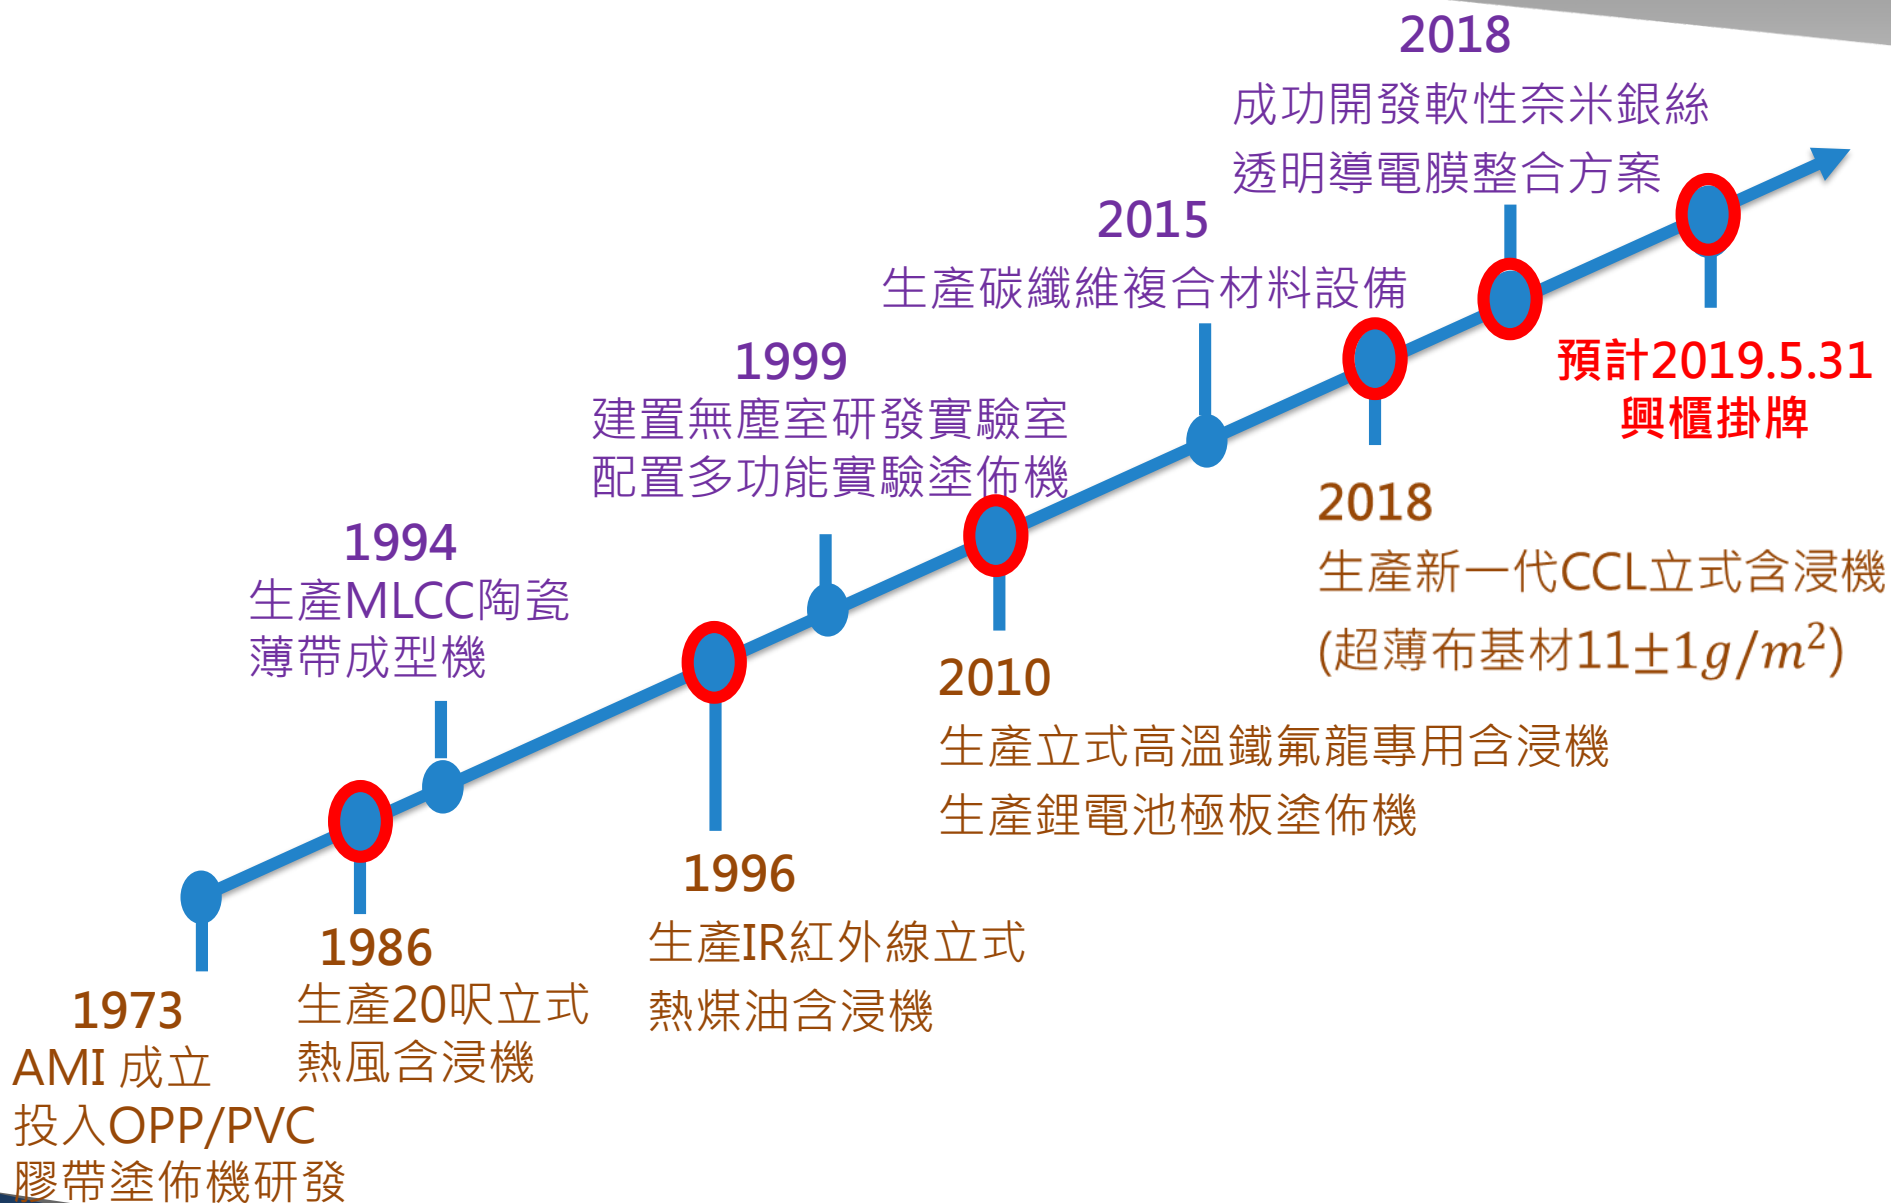 2018
成功開發軟性奈米銀絲
透明導電膜整合方案
2015
生產碳纖維複合材料設備
預計2019.5.31
興櫃掛牌
1999
建置無塵室研發實驗室
配置多功能實驗塗佈機
2018
生產新一代CCL立式含浸機
(超薄布基材11±1g/m²)
1994
生產MLCC陶瓷
薄帶成型機
2010
生產立式高溫鐵氟龍專用含浸機
生產鋰電池極板塗佈機
1996
生產IR紅外線立式
熱煤油含浸機
1986
生產20呎立式
熱風含浸機
1973
AMI 成立
投入OPP/PVC
膠帶塗佈機研發